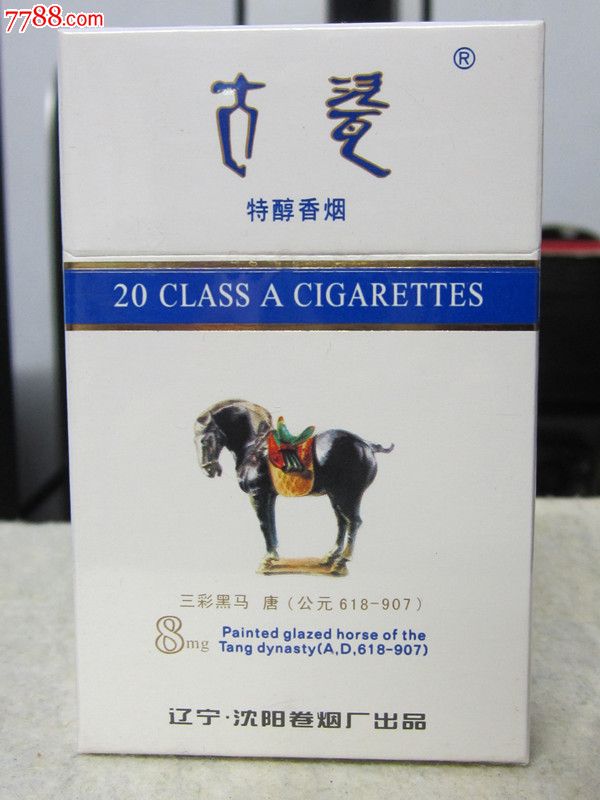 7788.com
®
古瓷
特醇香烟
20 CLASS A CIGARETTES
三彩黑马 唐（公元 618-907）
8mg
Painted glazed horse of the
Tang dynasty(A,D,618-907)
辽宁·沈阳卷烟厂出品